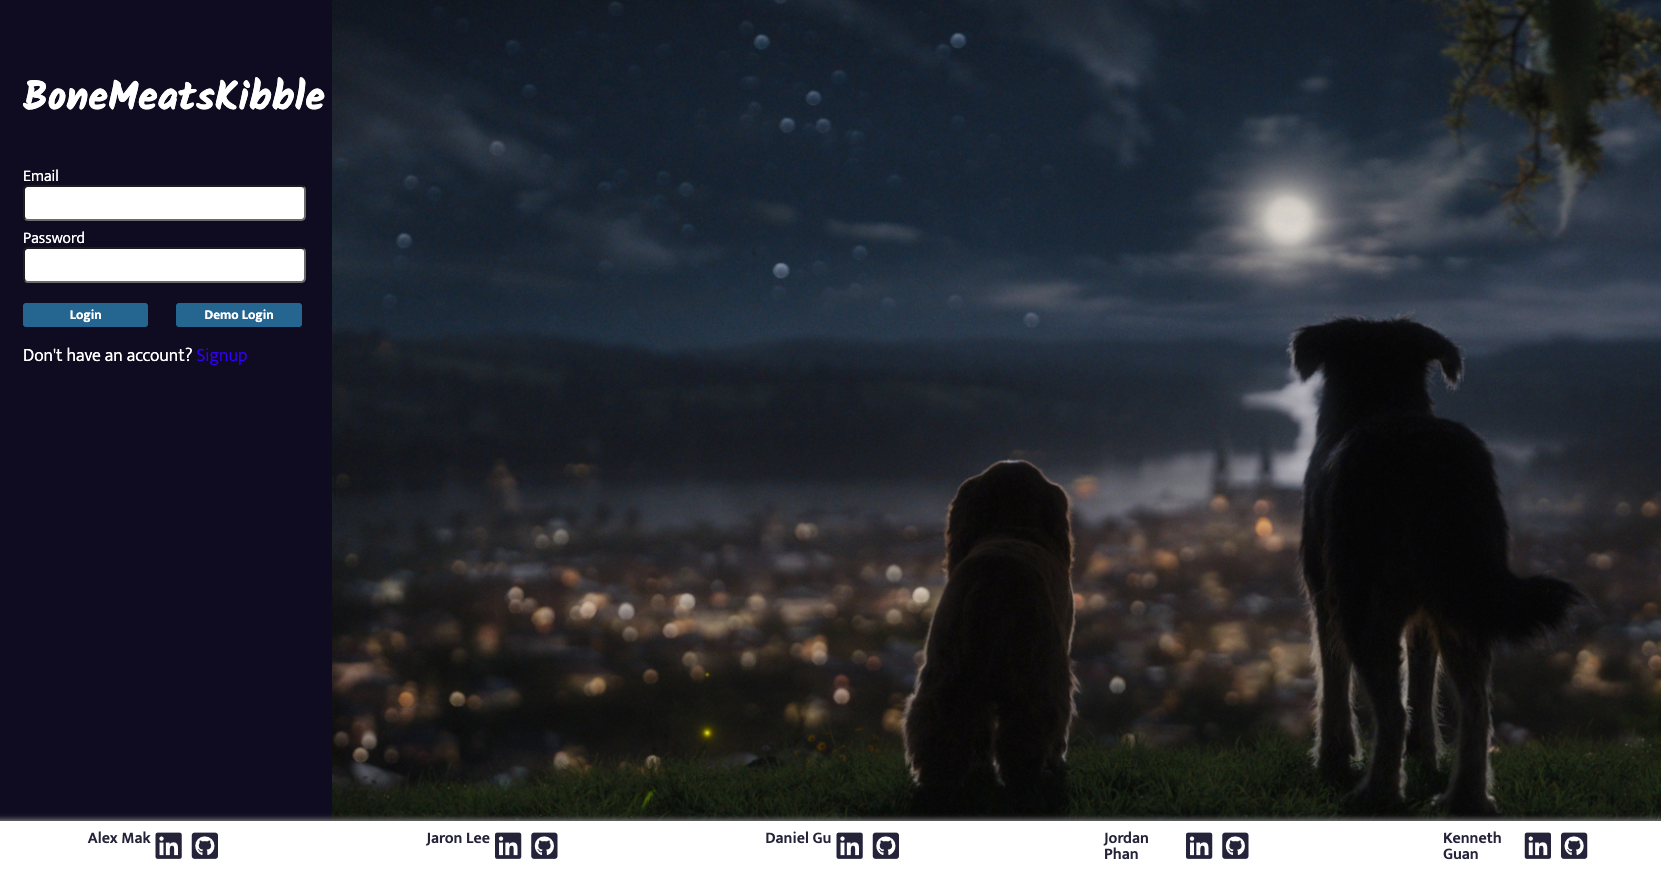 BoneMeatsKibble
Email
Password
Login
Demo Login
Don't have an account? Signup
Alex Mak
in
Jaron Lee
in
Daniel Gu
in
Jordan
Phan
in
Kenneth
Guan
in